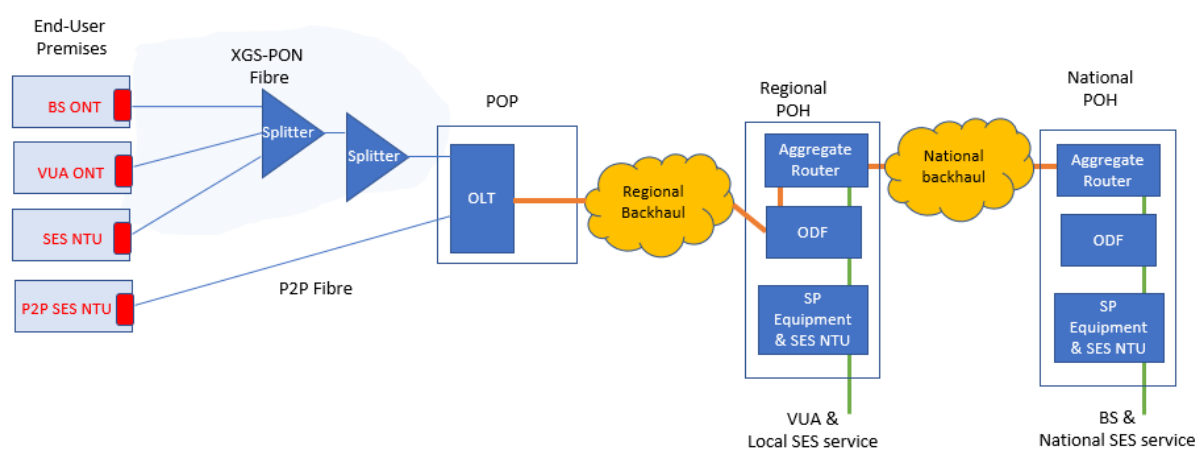 End-User
Premises
BS ONT
VUA ONT
SES NTU
P2P SES NTU
XGS-PON
Fibre
Splitter
Splitter
P2P Fibre
POP
OLT
Regional
Backhaul
Regional
POH
Aggregate
Router
ODF
SP
Equipment
& SES NTU
VUA &
Local SES service
National
backhaul
National
POH
Aggregate
Router
ODF
SP
Equipment
& SES NTU
BS &
National SES service